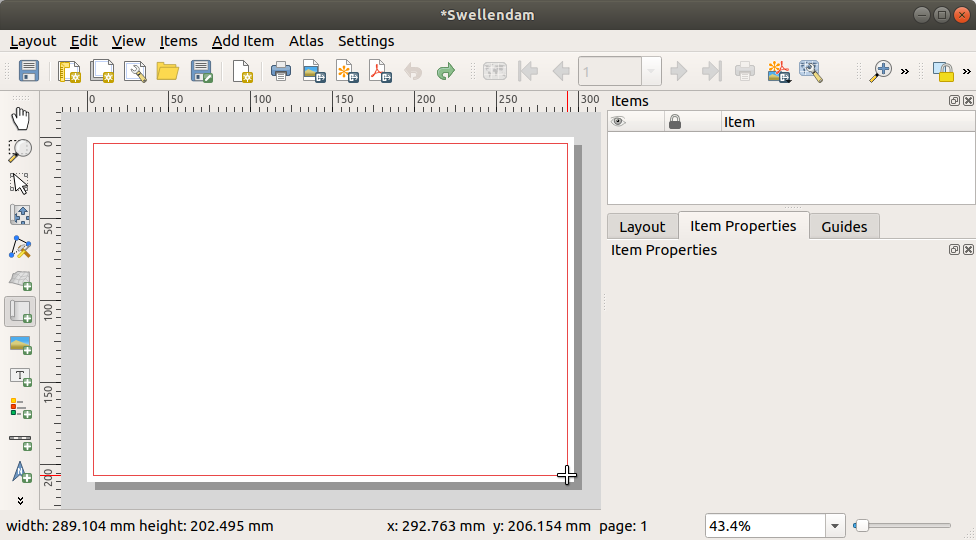 *Swellendam
Layout Edit View Items Add Item Atlas Settings
1
0 50 100 150 200 250 300
Items
Item
0
50
100
150
200
Layout Item Properties Guides
Item Properties
T
width: 289.104 mm height: 202.495 mm x: 292.763 mm y: 206.154 mm page: 1 43.4%